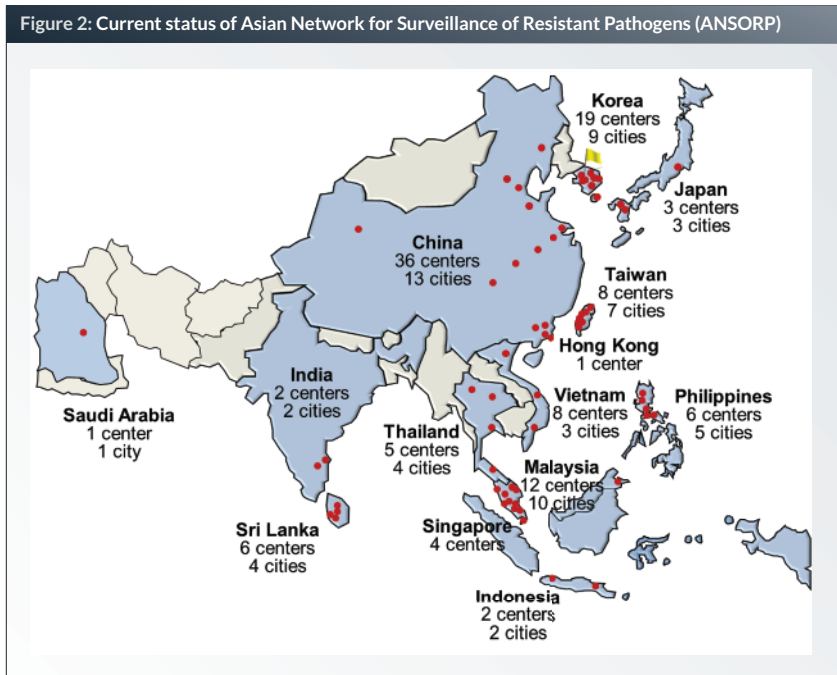 Figure 2: Current status of Asian Network for Surveillance of Resistant Pathogens (ANSORP)
Korea
19 centers
9 cities
Japan
3 centers
3 cities
China
36 centers
13 cities
Taiwan
8 centers
7 cities
Hong Kong
1 center
India
2 centers
2 cities
Saudi Arabia
1 center
1 city
Thailand
5 centers
4 cities
Vietnam
8 centers
3 cities
Philippines
6 centers
5 cities
Malaysia
12 centers
10 cities
Sri Lanka
6 centers
4 cities
Singapore
4 centers
Indonesia
2 centers
2 cities